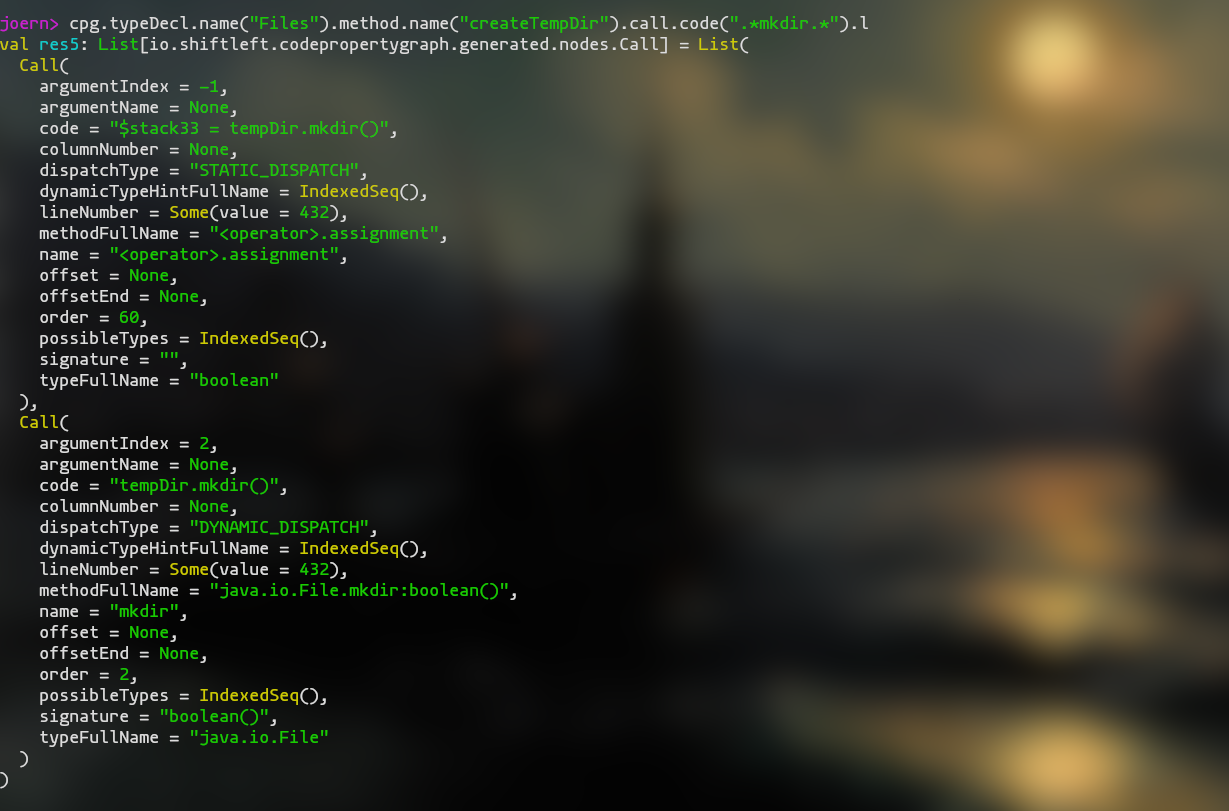 joern> cpg.typeDecl.name("Files").method.name("createTempDir").call.code(".*mkdir.*").l
val res5: List[io.shiftleft.codepropertygraph.generated.nodes.Call] = List(
  Call(
    argumentIndex = -1,
    argumentName = None,
    code = "$stack33 = tempDir.mkdir()",
    columnNumber = None,
    dispatchType = "STATIC_DISPATCH",
    dynamicTypeHintFullName = IndexedSeq(),
    lineNumber = Some(value = 432),
    methodFullName = "<operator>.assignment",
    name = "<operator>.assignment",
    offset = None,
    offsetEnd = None,
    order = 60,
    possibleTypes = IndexedSeq(),
    signature = "",
    typeFullName = "boolean"
  ),
  Call(
    argumentIndex = 2,
    argumentName = None,
    code = "tempDir.mkdir()",
    columnNumber = None,
    dispatchType = "DYNAMIC_DISPATCH",
    dynamicTypeHintFullName = IndexedSeq(),
    lineNumber = Some(value = 432),
    methodFullName = "java.io.File.mkdir:boolean()",
    name = "mkdir",
    offset = None,
    offsetEnd = None,
    order = 2,
    possibleTypes = IndexedSeq(),
    signature = "boolean()",
    typeFullName = "java.io.File"
  )
)